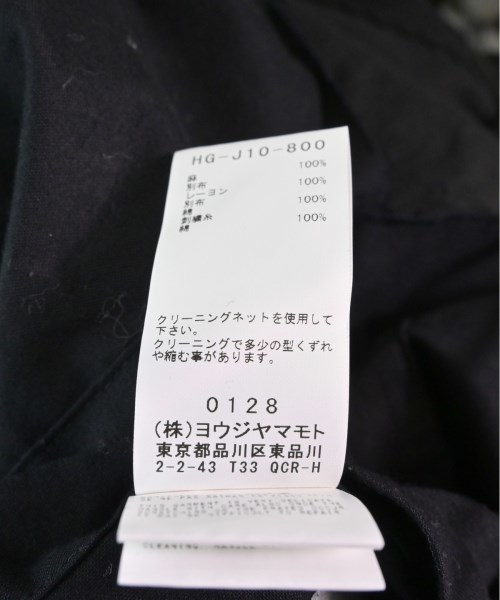 HG-J10-800
麻 100%
別布
レーヨン 100%
別布
綿 100%
刺繍糸
綿 100%
クリーニングネットを使用して
下さい。
クリーニングで多少の型くずれ
や縮む事があります。
0128
(株)ヨウジヤマモト
東京都品川区東品川
2-2-43 T33 QCR-H